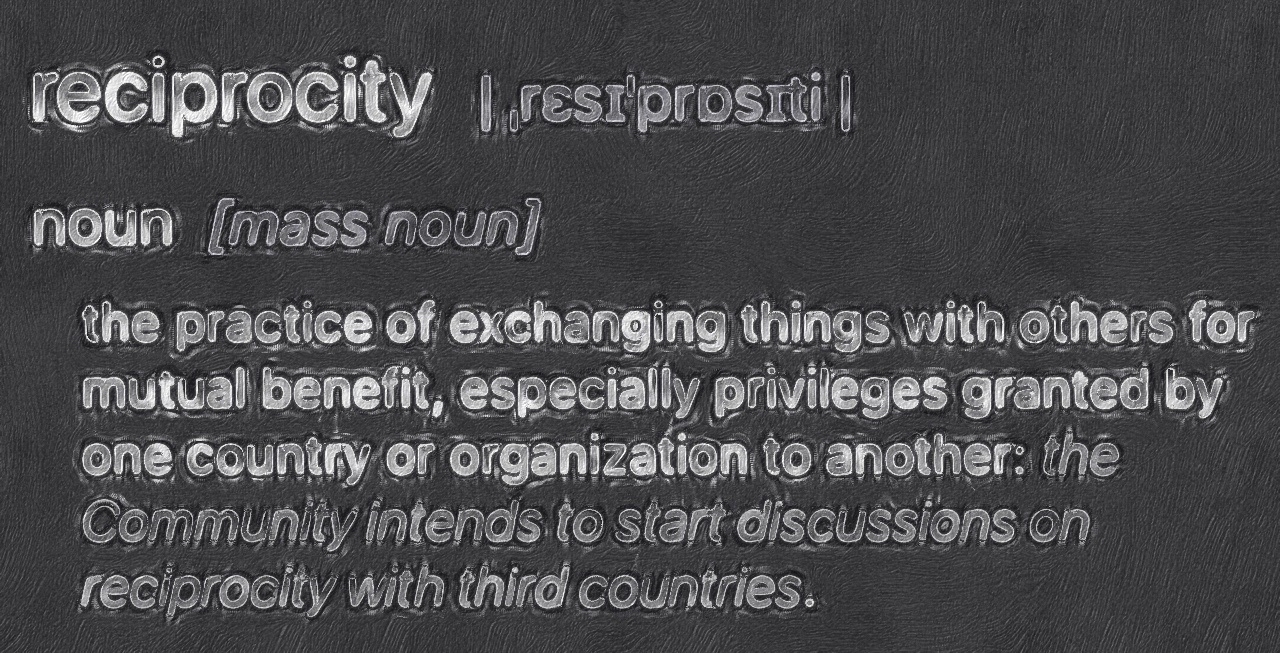 reciprocity | ˌrɛsɪˈprɒsɪti |
noun [mass noun]
the practice of exchanging things with others for
mutual benefit, especially privileges granted by
one country or organization to another: the
Community intends to start discussions on
reciprocity with third countries.